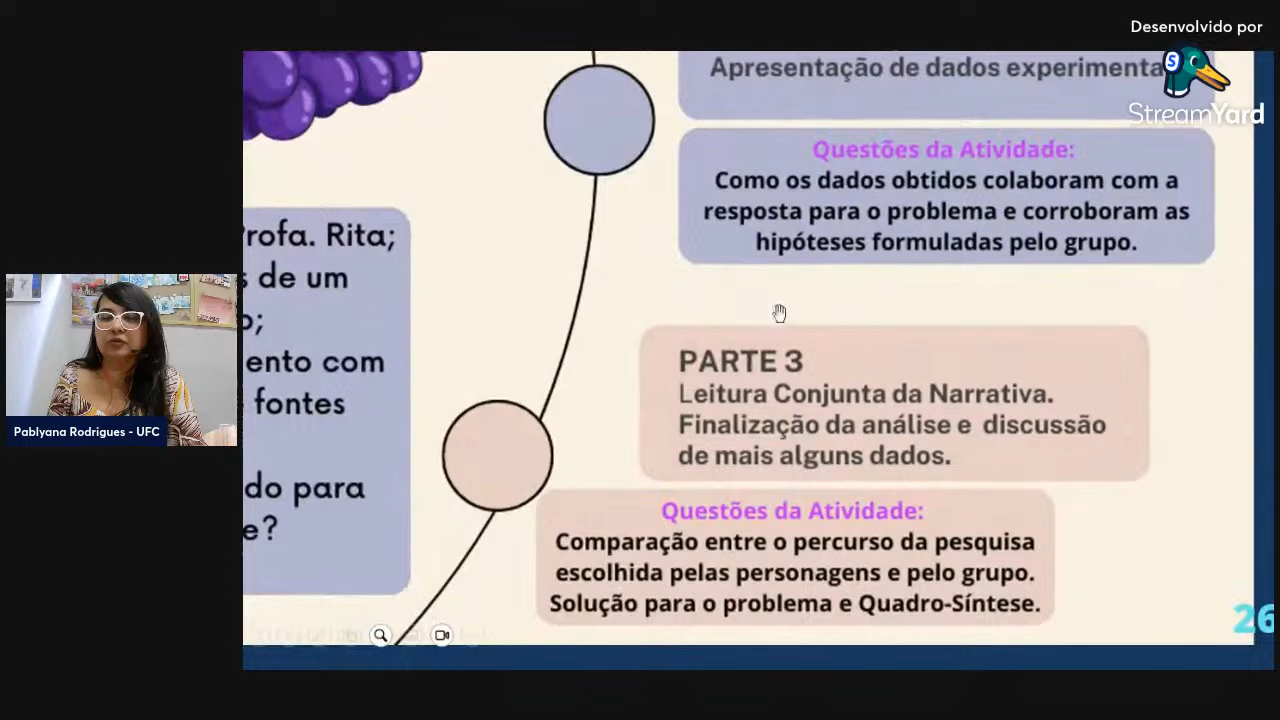 Desenvolvido por
StreamYard
Apresentação de dados
Questões da Atividade:
Como os dados obtidos colaboram com a
resposta para o problema e corroboram as
hipóteses formuladas pelo grupo.
Profa. Rita;
s de um
o;
ento com
fontes
do para
e?
PARTE 3
Leitura Conjunta da Narrativa.
Finalização da análise e discussão
de mais alguns dados.
Questões da Atividade:
Comparação entre o percurso da pesquisa
escolhida pelas personagens e pelo grupo.
Solução para o problema e Quadro-Síntese.
Pablyana Rodrigues - UFC
26